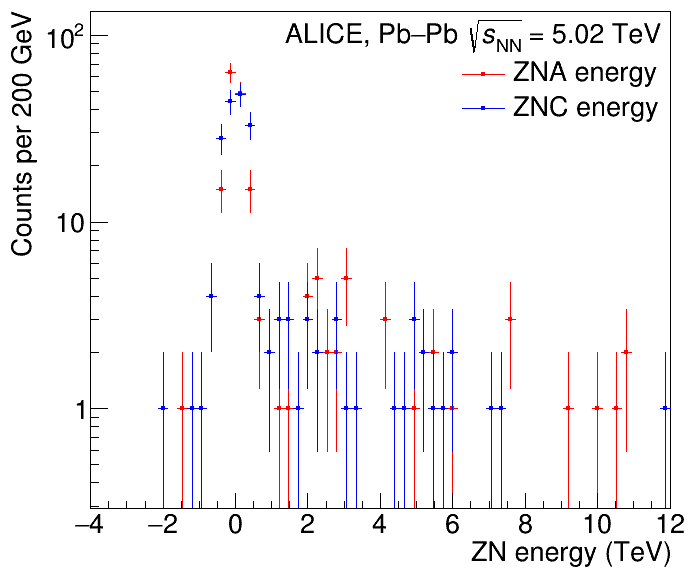 ALICE, Pb–Pb √sNN = 5.02 TeV
ZNA energy
ZNC energy
Counts per 200 GeV
10²
10
1
−4 −2 0 2 4 6 8 10 12
ZN energy (TeV)